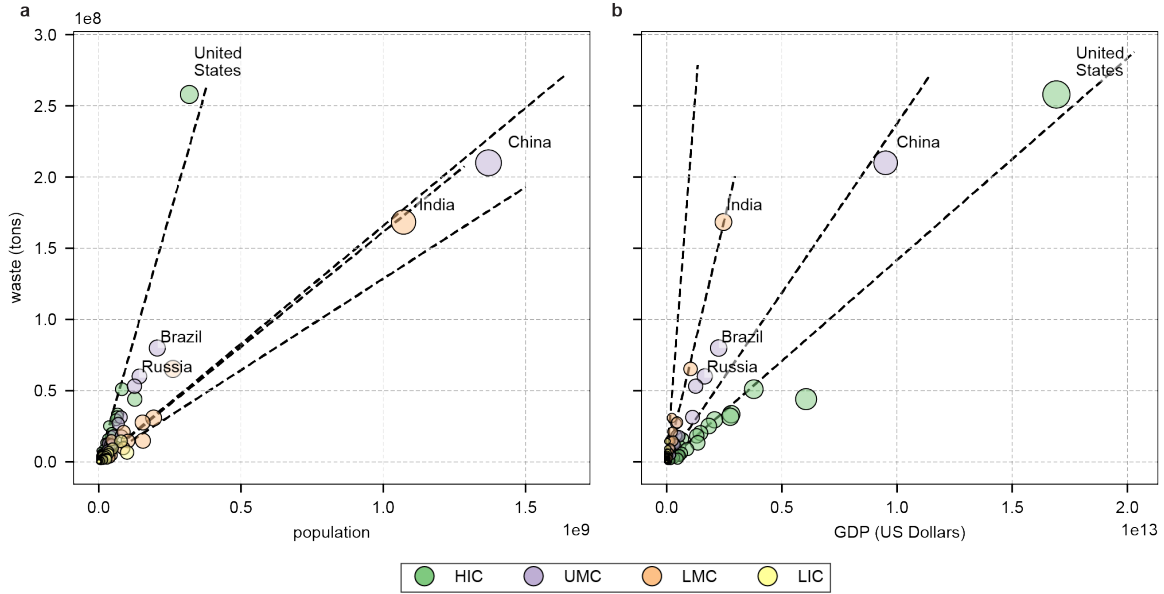 a
1e8
3.0
2.5
2.0
1.5
1.0
0.5
0.0
waste (tons)
United
States
China
India
Brazil
Russia
0.0
0.5
1.0
1.5
1e9
population
b
United
States
China
India
Brazil
Russia
0.0
0.5
1.0
1.5
2.0
1e13
GDP (US Dollars)
HIC
UMC
LMC
LIC